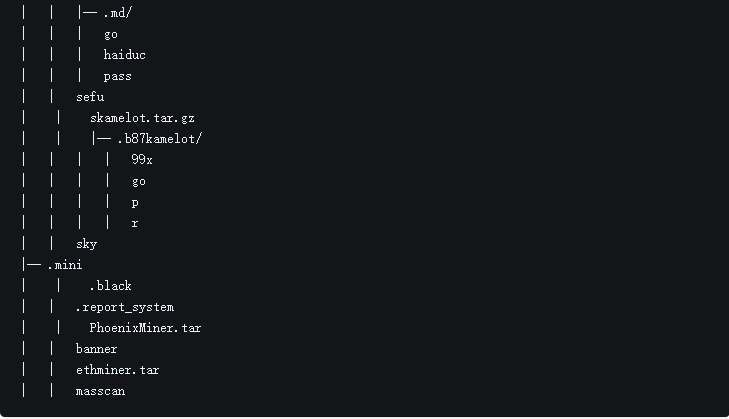 │   │   │── .md/
│   │   │   go
│   │   │   haiduc
│   │   │   pass
│   │   sefu
│    │    skamelot.tar.gz
│    │    │── .b87kamelot/
│   │   │   │   99x
│   │   │   │   go
│   │   │   │   p
│   │   │   │   r
│   │   sky
│── .mini
│    │    .black
│   │   .report_system
│    │    PhoenixMiner.tar
│   │   banner
│   │   ethminer.tar
│   │   masscan